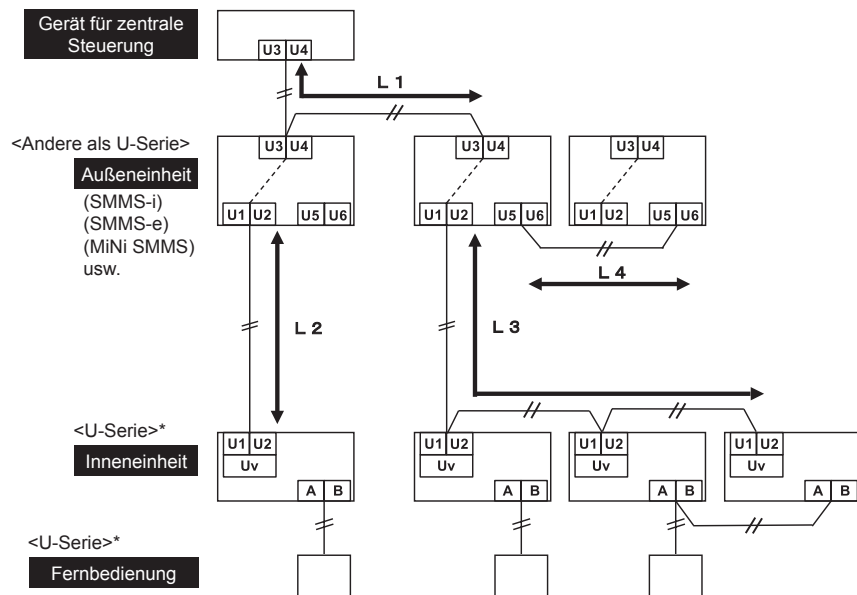 Gerät für zentrale
Steuerung
U3 U4
L 1
<Andere als U-Serie>
U3 U4
U3 U4
U3 U4
Außeneinheit
(SMMS-i)
(SMMS-e)
(MiNi SMMS)
usw.
U1 U2
U5 U6
U1 U2
U5 U6
U1 U2
U5 U6
L 4
L 2
L 3
<U-Serie>*
Inneneinheit
U1 U2
Uv
U1 U2
Uv
U1 U2
Uv
U1 U2
Uv
A B
A B
A B
A B
<U-Serie>*
Fernbedienung